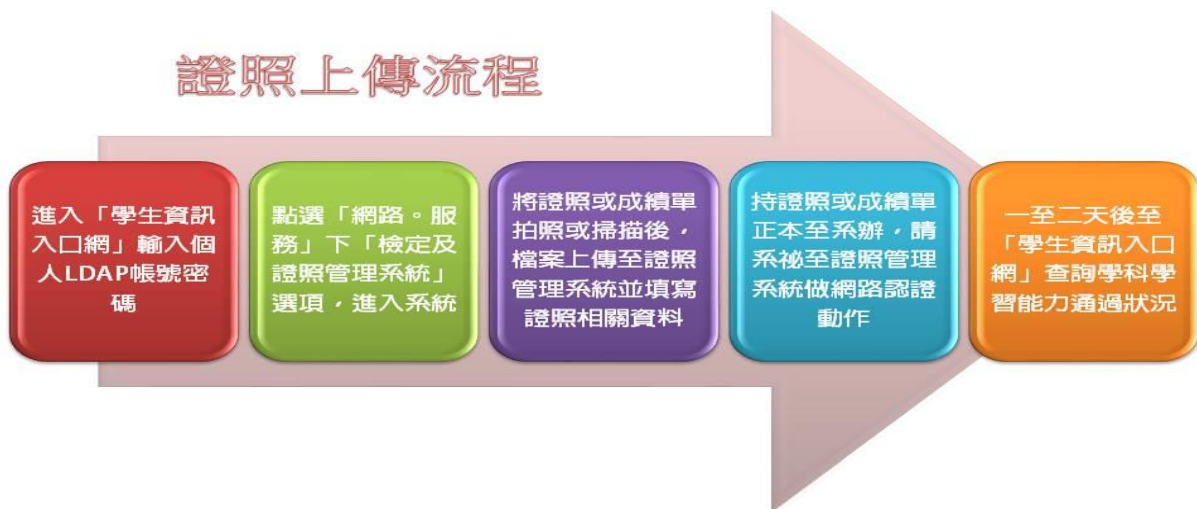 證照上傳流程
進入「學生資訊
入口網」輸入個
人LDAP帳號密
碼
點選「網路。服
務」下「檢定及
證照管理系統」
選項，進入系統
將證照或成績單
拍照或掃描後，
檔案上傳至證照
管理系統並填寫
證照相關資料
持證照或成績單
正本至系辦，請
系祕至證照管理
系統做網路認證
動作
一至二天後至
「學生資訊入口
網」查詢學科學
習能力通過狀況